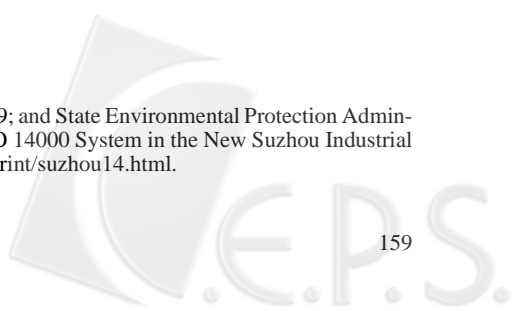 9; and State Environmental Protection Admin-
14000 System in the New Suzhou Industrial
rint/suzhou14.html.
159
C.E.P.S.